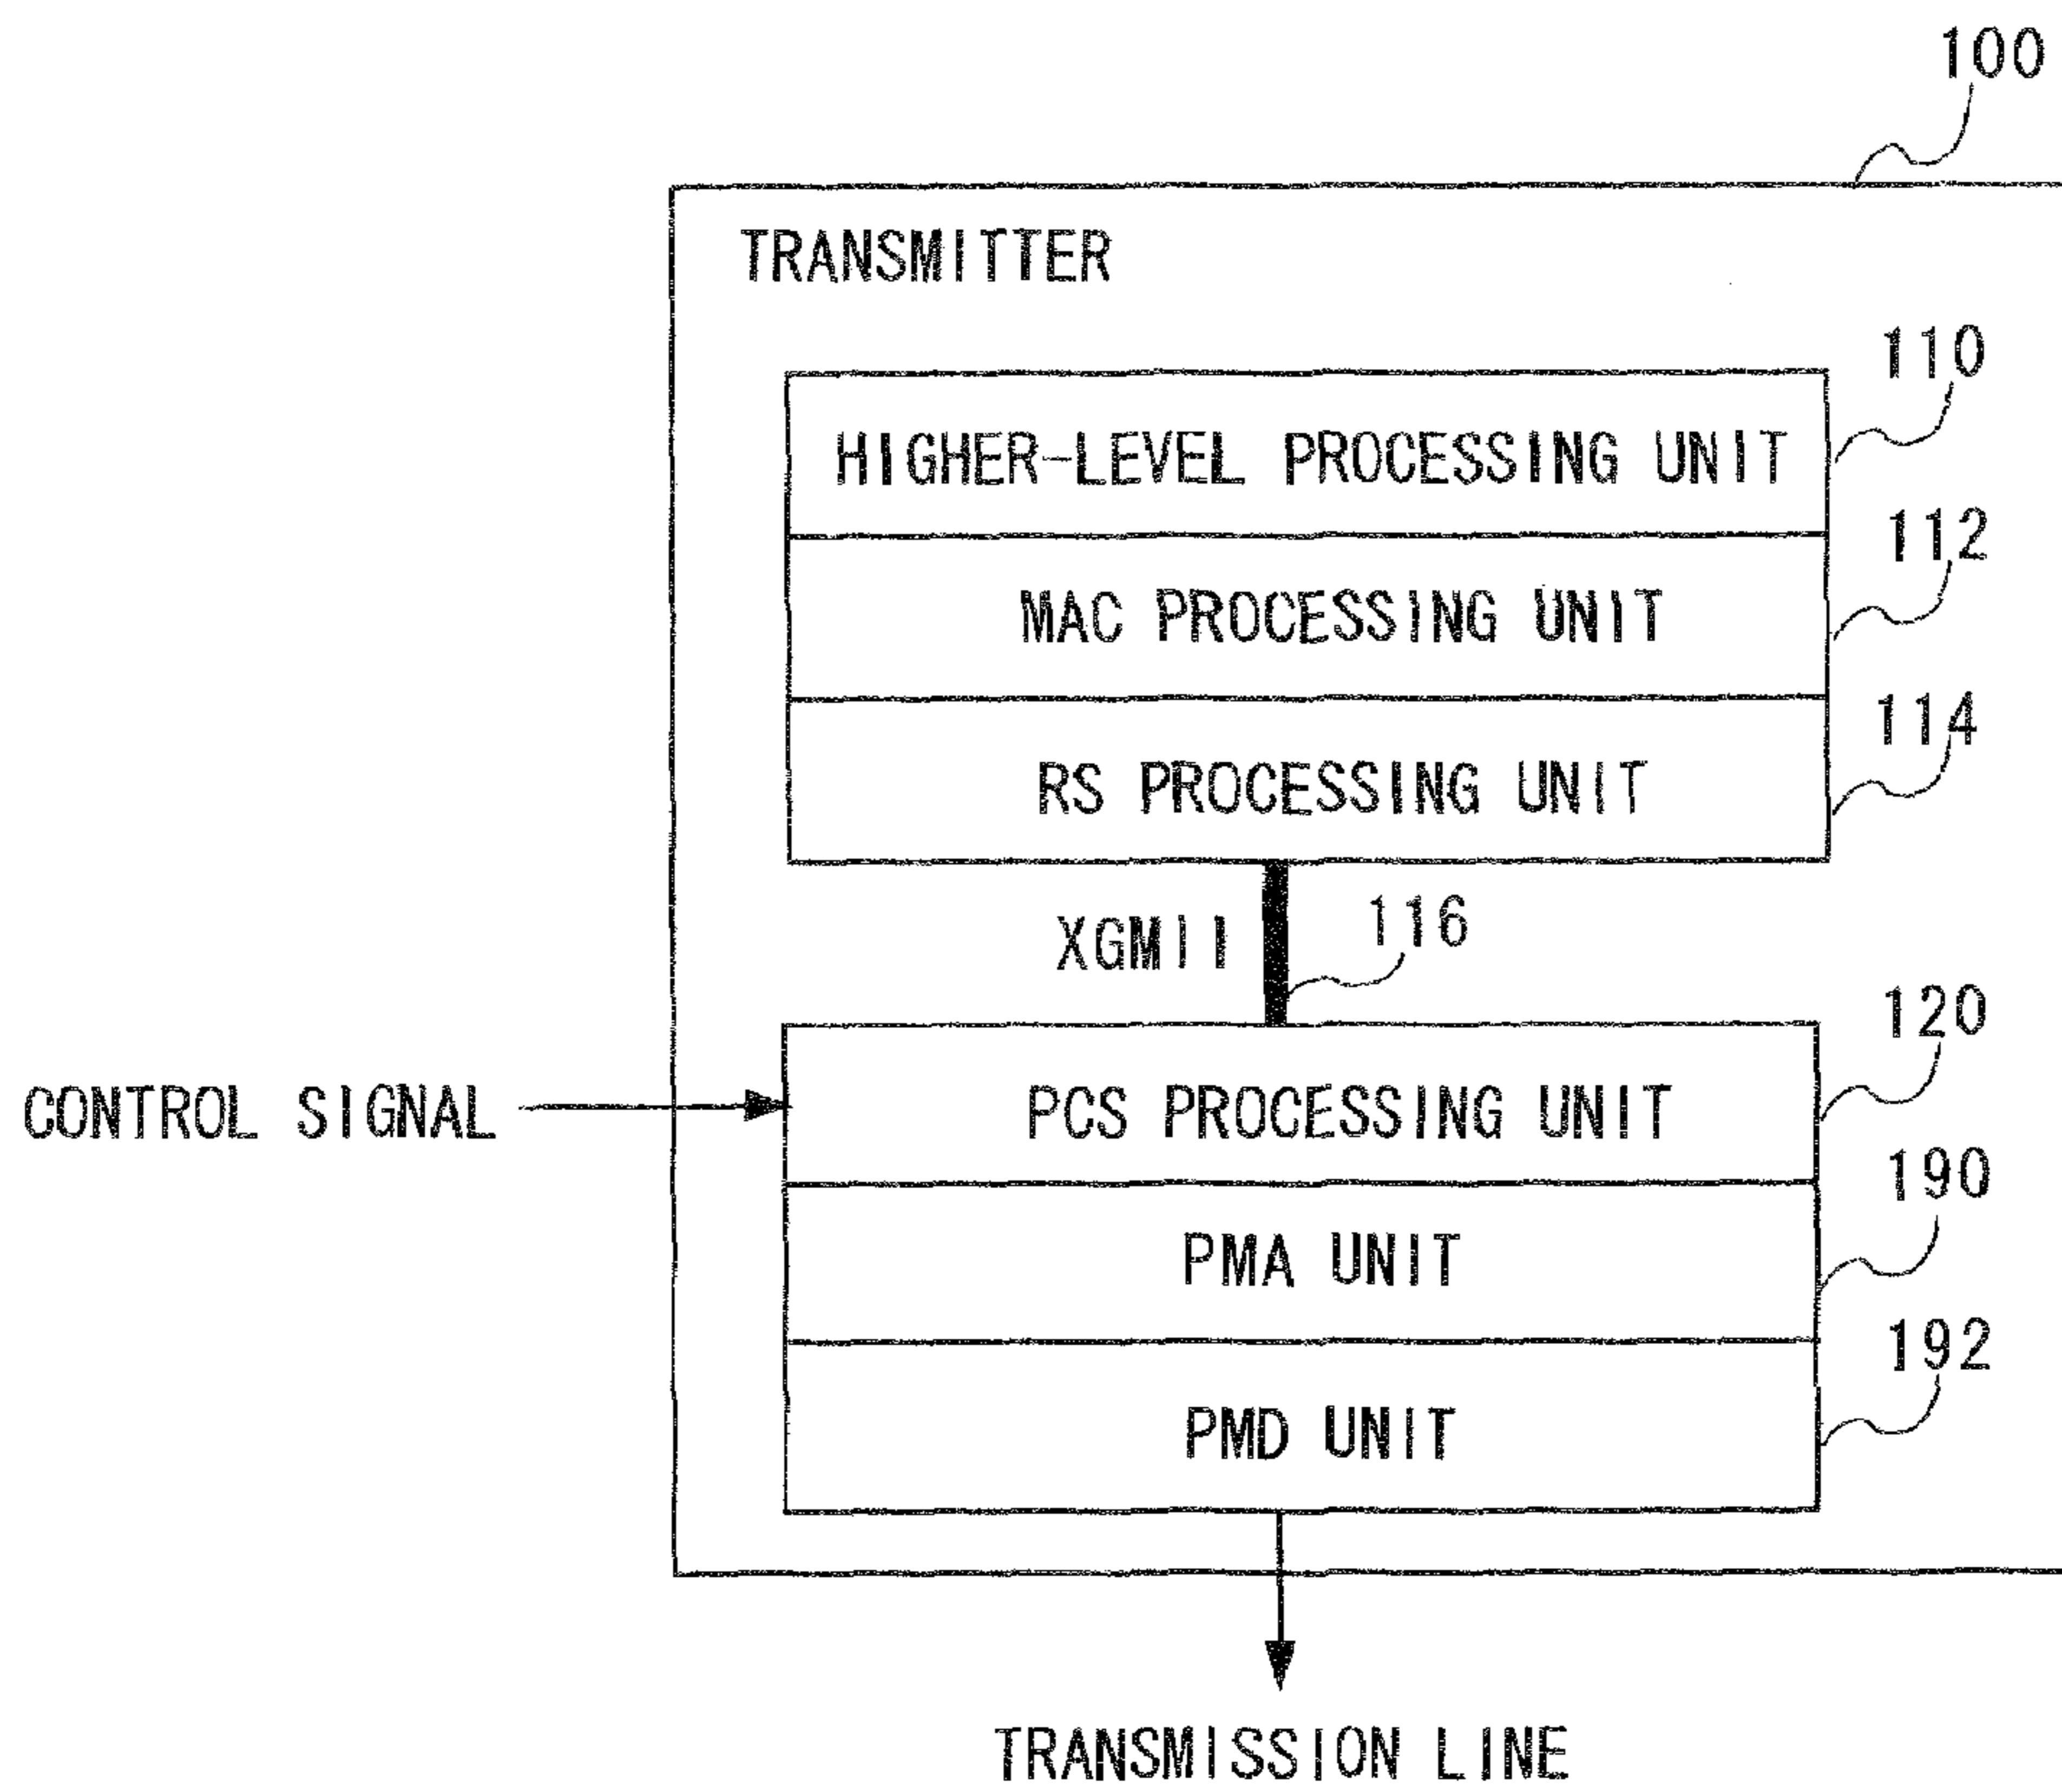 100
TRANSMITTER
110
HIGHER-LEVEL PROCESSING UNIT
112
MAC PROCESSING UNIT
114
RS PROCESSING UNIT
XGMII
116
120
CONTROL SIGNAL
PCS PROCESSING UNIT
190
PMA UNIT
192
PMD UNIT
TRANSMISSION LINE